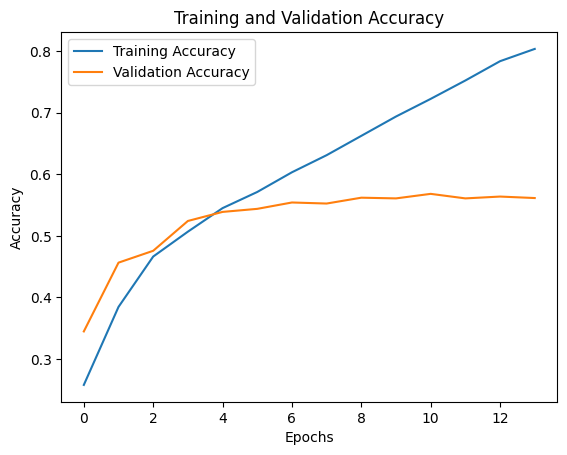 Training and Validation Accuracy
Training Accuracy
Validation Accuracy
0.8
0.7
0.6
0.5
0.4
0.3
Accuracy
0 2 4 6 8 10 12
Epochs